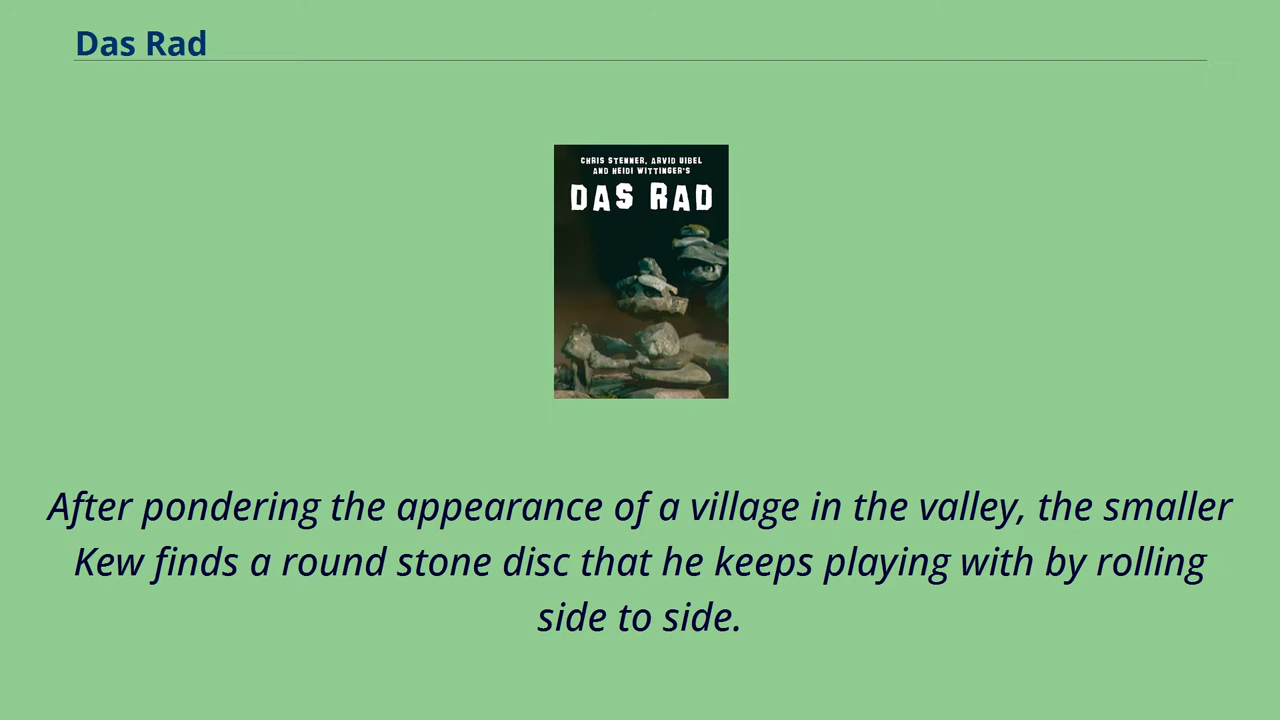 Das Rad
CHRIS STENNER, ARVID UIBEL
AND HEIDI WITTINGER'S
DAS RAD
After pondering the appearance of a village in the valley, the smaller
Kew finds a round stone disc that he keeps playing with by rolling
side to side.